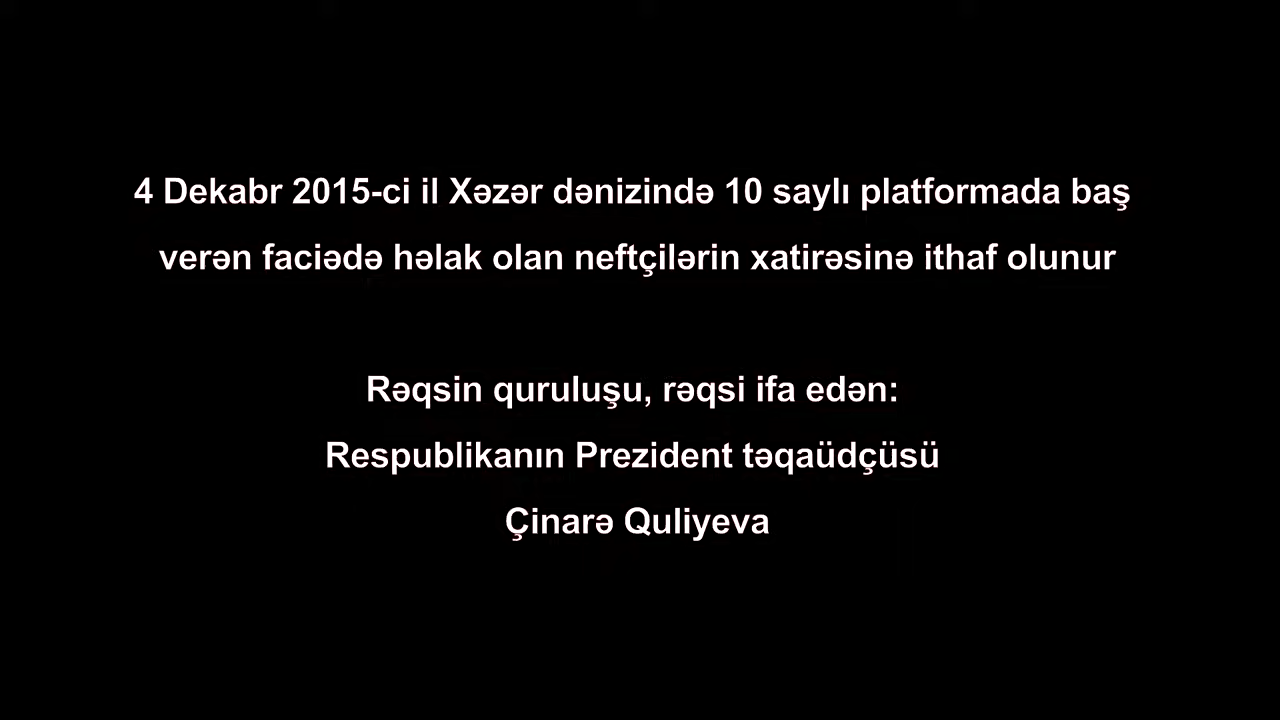 4 Dekabr 2015-ci il Xəzər dənizində 10 saylı platformada baş
verən faciədə həlak olan neftçilərin xatirəsinə ithaf olunur
Rəqsin quruluşu, rəqsi ifa edən:
Respublikanın Prezident təqaüdçüsü
Çinarə Quliyeva